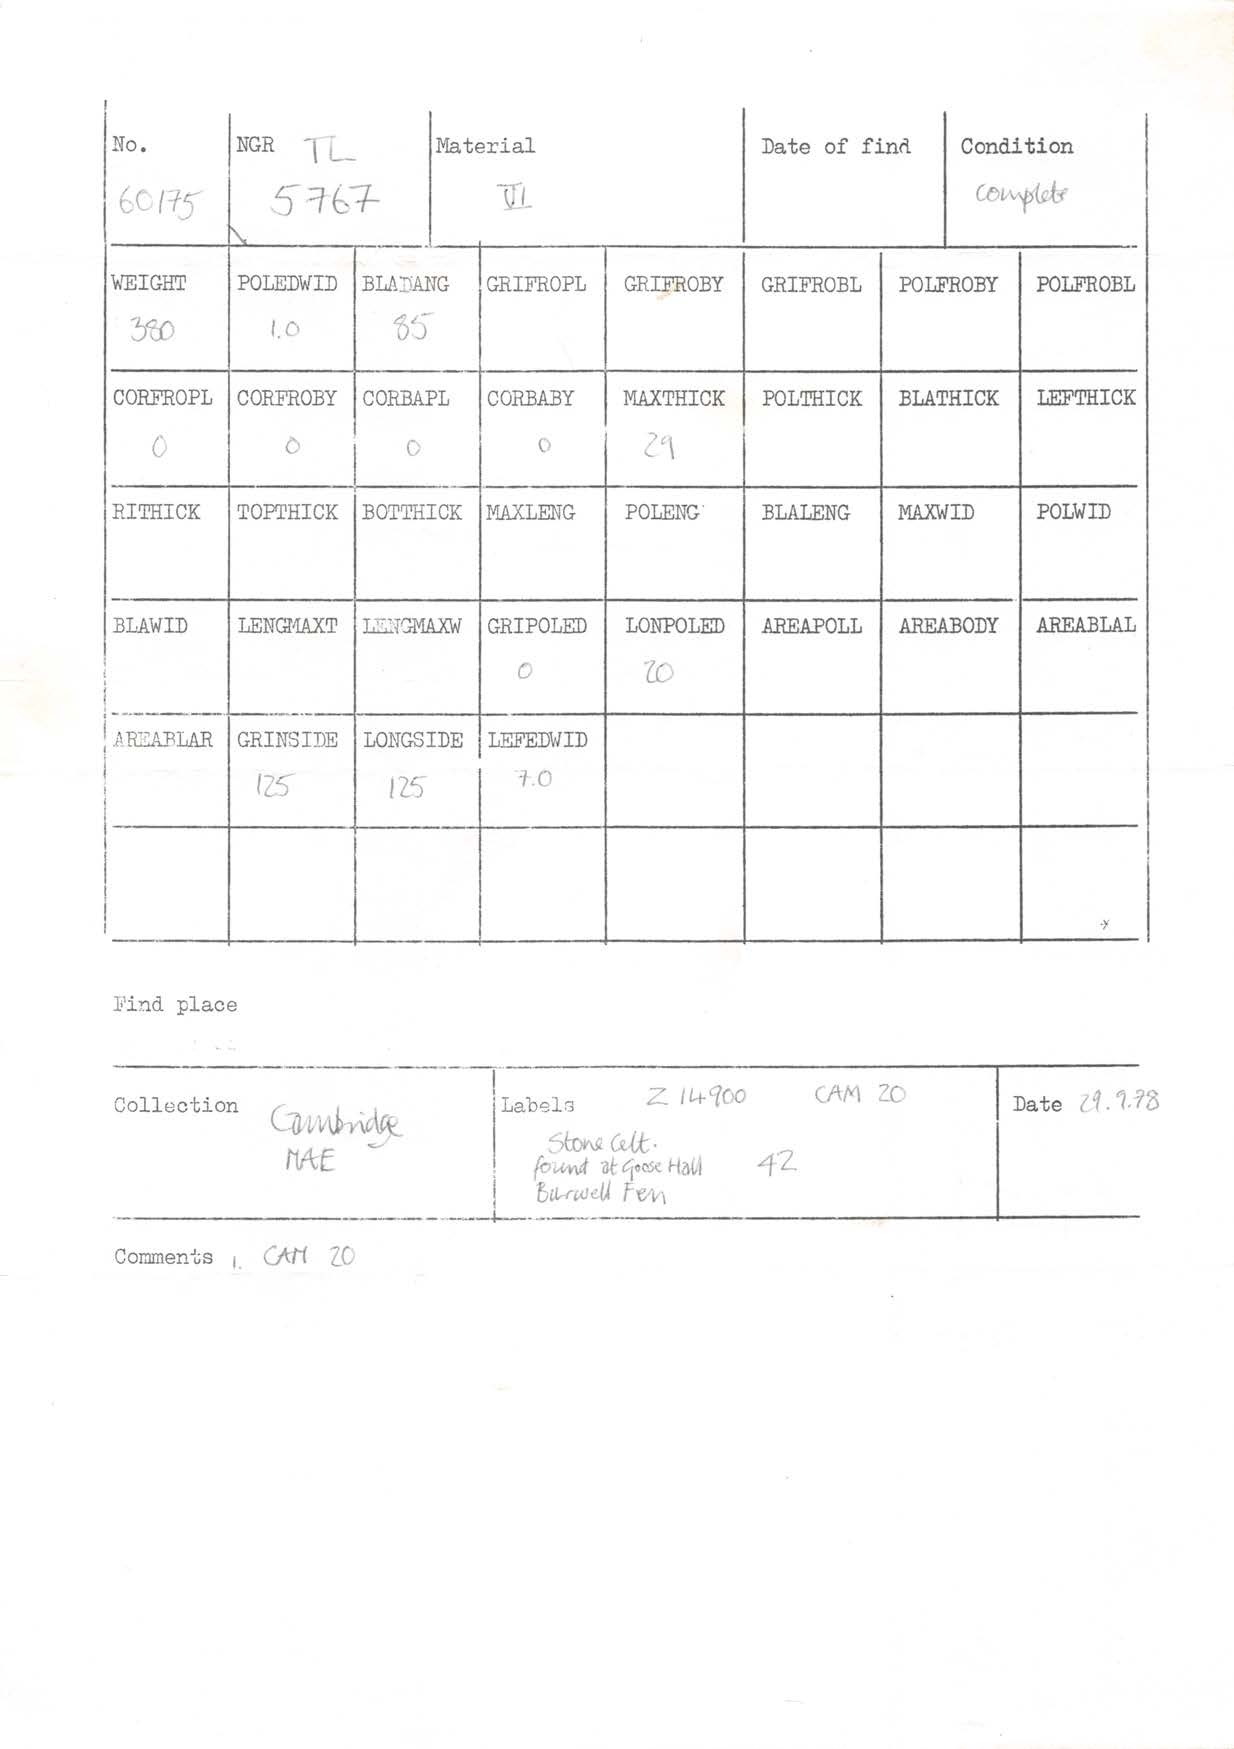 No. NGR TL Material Date of find Condition
60175 5767 VI complete
WEIGHT POLEDWID BLADANG GRIFROPL GRIFROBY GRIFROBL POLFROBY POLFROBL
380 1.0 85
CORFROPL CORFROBY CORBAPL CORBABY MAXTHICK POLTHICK BLATHICK LEFTHICK
0 0 0 0 29
RITHICK TOPTHICK BOTTHICK MAXLENG POLENG BLALENG MAXWID POLWID
BLAWID LENGMAXT LENGMAXW GRIPOLED LONPOLED AREAPOLL AREABODY AREABLAL
0 20
AREABLAR GRINSIDE LONGSIDE LEFEDWID
125 125 7.0
Find place
Collection Cambridge MAE
Labels Z 14900 CAM 20
Stone Celt.
found at Goose Hall 42
Burwell Fen
Date 29.9.78
Comments 1. CAM 20